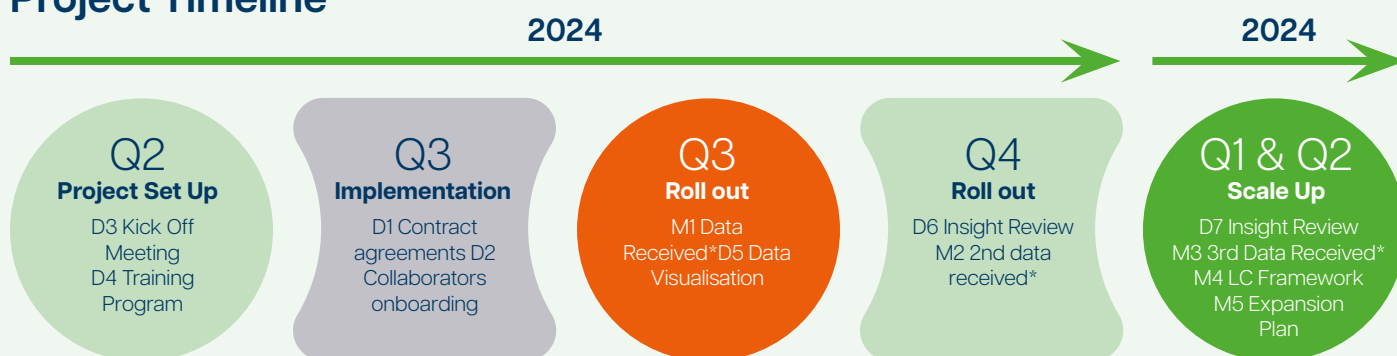 Project Timeline
2024
2024
Q2
Project Set Up
D3 Kick Off
Meeting
D4 Training
Program
Q3
Implementation
D1 Contract
agreements D2
Collaborators
onboarding
Q3
Roll out
M1 Data
Received*D5 Data
Visualisation
Q4
Roll out
D6 Insight Review
M2 2nd data
received*
Q1 & Q2
Scale Up
D7 Insight Review
M3 3rd Data Received*
M4 LC Framework
M5 Expansion
Plan